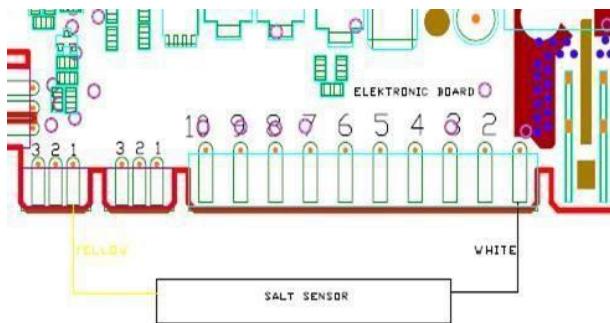 ELEKTRONIC BOARD
10 9 8 7 6 5 4 3 2
3 2 1 3 2 1
YELLOW WHITE
SALT SENSOR